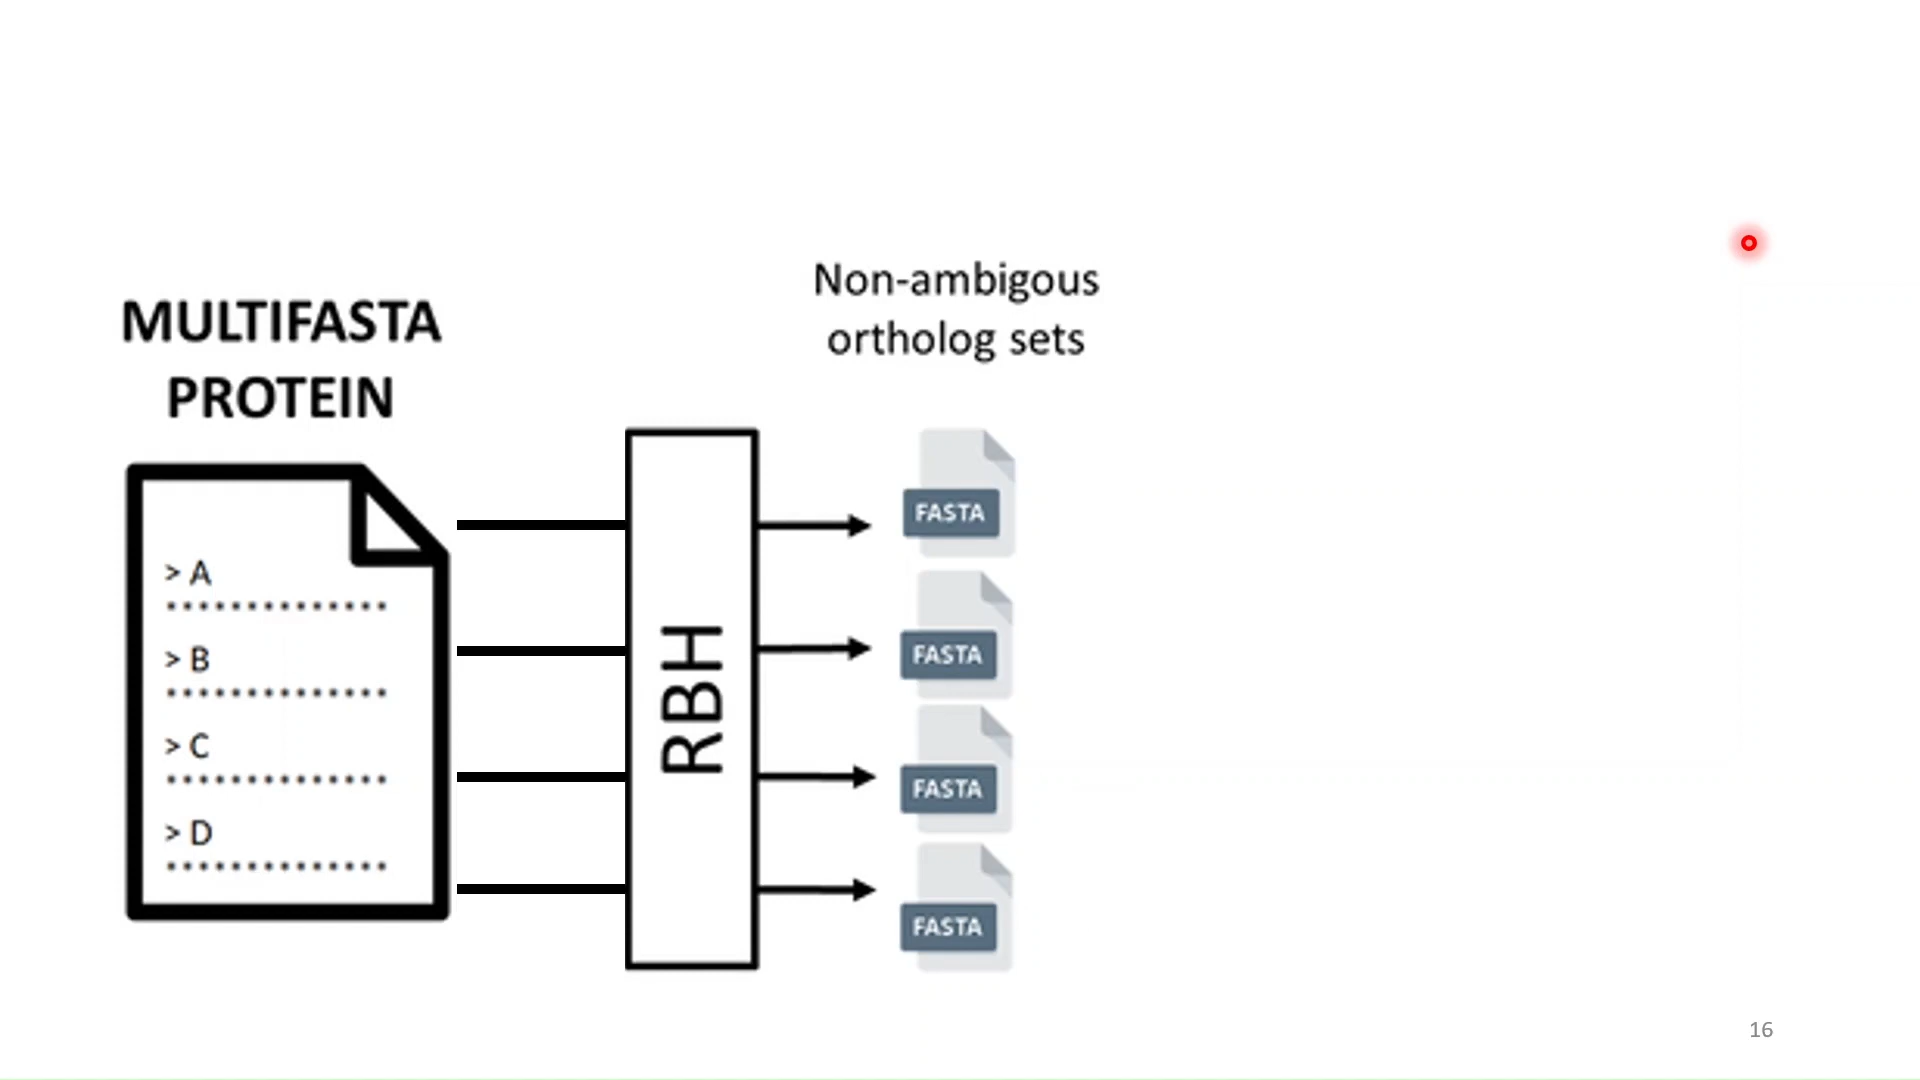 MULTIFASTA
PROTEIN
> A
> B
> C
> D
RBH
Non-ambigous
ortholog sets
FASTA
FASTA
FASTA
FASTA
16